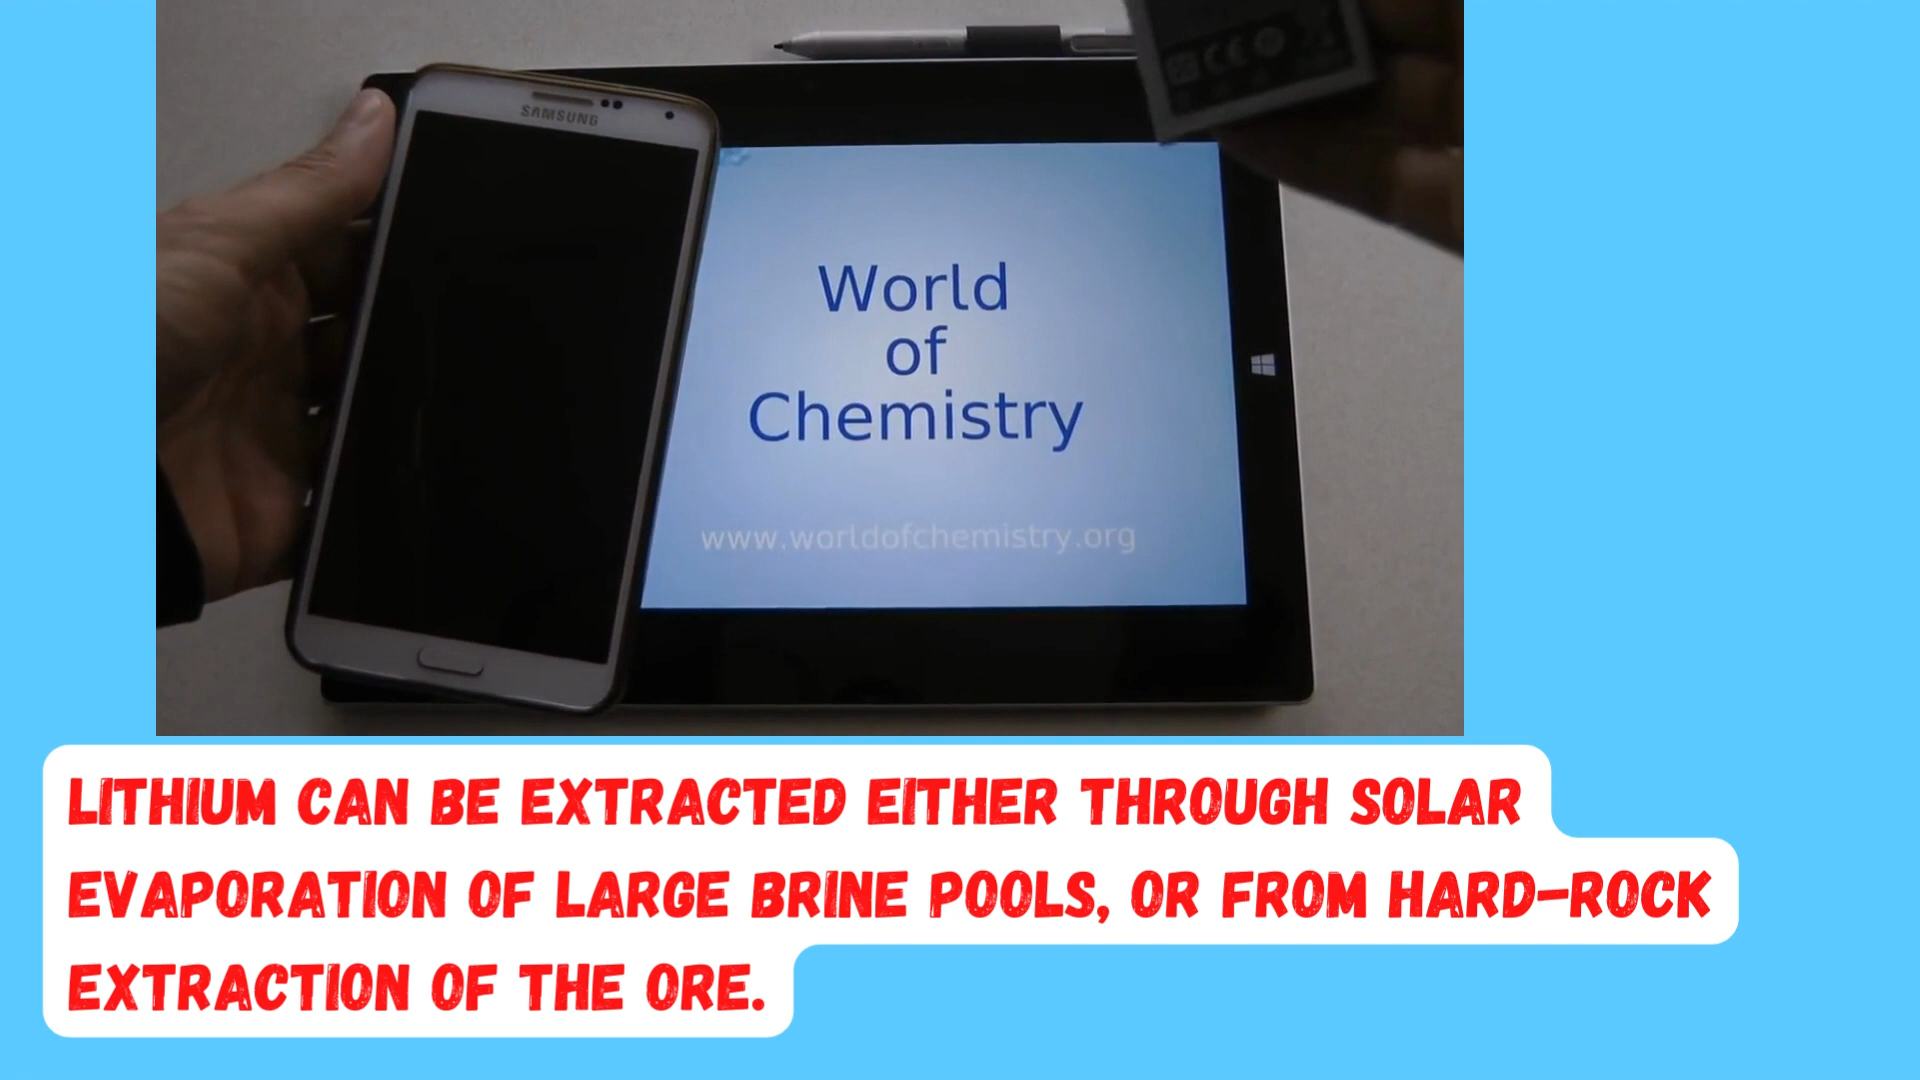 SAMSUNG
CE
World
of
Chemistry
www.worldofchemistry.org
LITHIUM CAN BE EXTRACTED EITHER THROUGH SOLAR
EVAPORATION OF LARGE BRINE POOLS, OR FROM HARD-ROCK
EXTRACTION OF THE ORE.